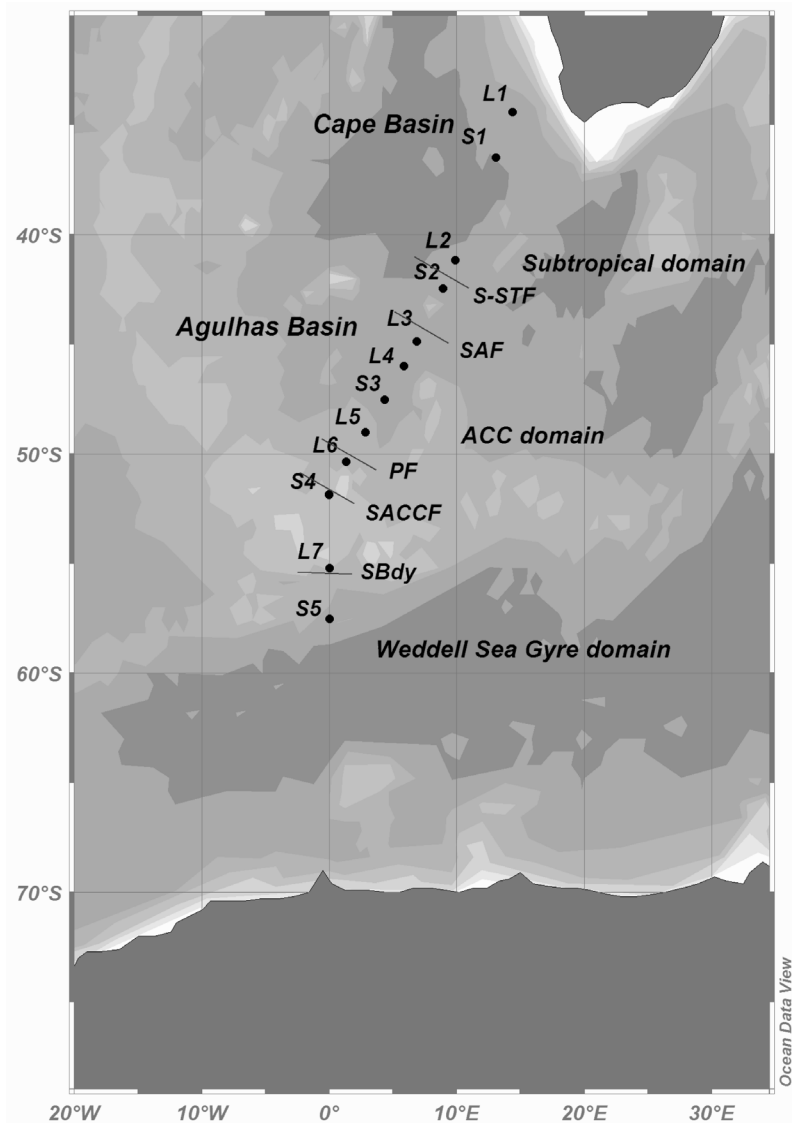 L1
Cape Basin
S1
40°S
L2
Subtropical domain
S2
S-STF
L3
Agulhas Basin
SAF
L4
S3
L5
ACC domain
L6
50°S
PF
S4
SACCF
L7
SBdy
S5
Weddell Sea Gyre domain
60°S
70°S
Ocean Data View
20°W 10°W 0° 10°E 20°E 30°E